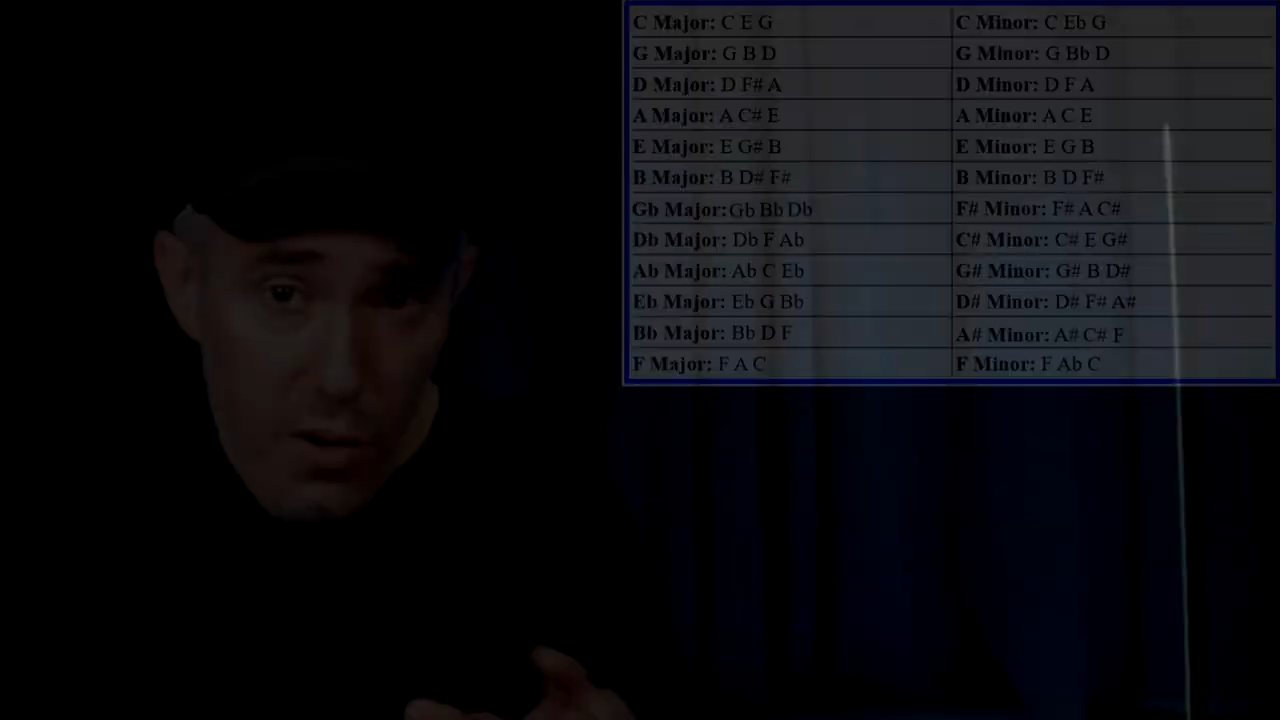 C Major: C E G C Minor: C Eb G
G Major: G B D G Minor: G Bb D
D Major: D F# A D Minor: D F A
A Major: A C# E A Minor: A C E
E Major: E G# B E Minor: E G B
B Major: B D# F# B Minor: B D F#
Gb Major: Gb Bb Db F# Minor: F# A C#
Db Major: Db F Ab C# Minor: C# E G#
Ab Major: Ab C Eb G# Minor: G# B D#
Eb Major: Eb G Bb D# Minor: D# F# A#
Bb Major: Bb D F A# Minor: A# C# F
F Major: F A C F Minor: F Ab C